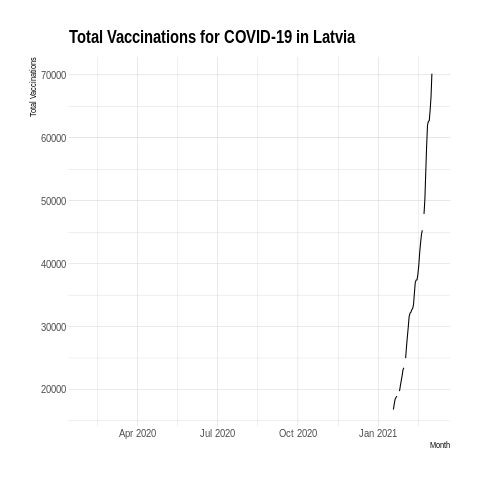 Total Vaccinations for COVID-19 in Latvia
Total Vaccinations
70000
60000
50000
40000
30000
20000
Apr 2020 Jul 2020 Oct 2020 Jan 2021
Month